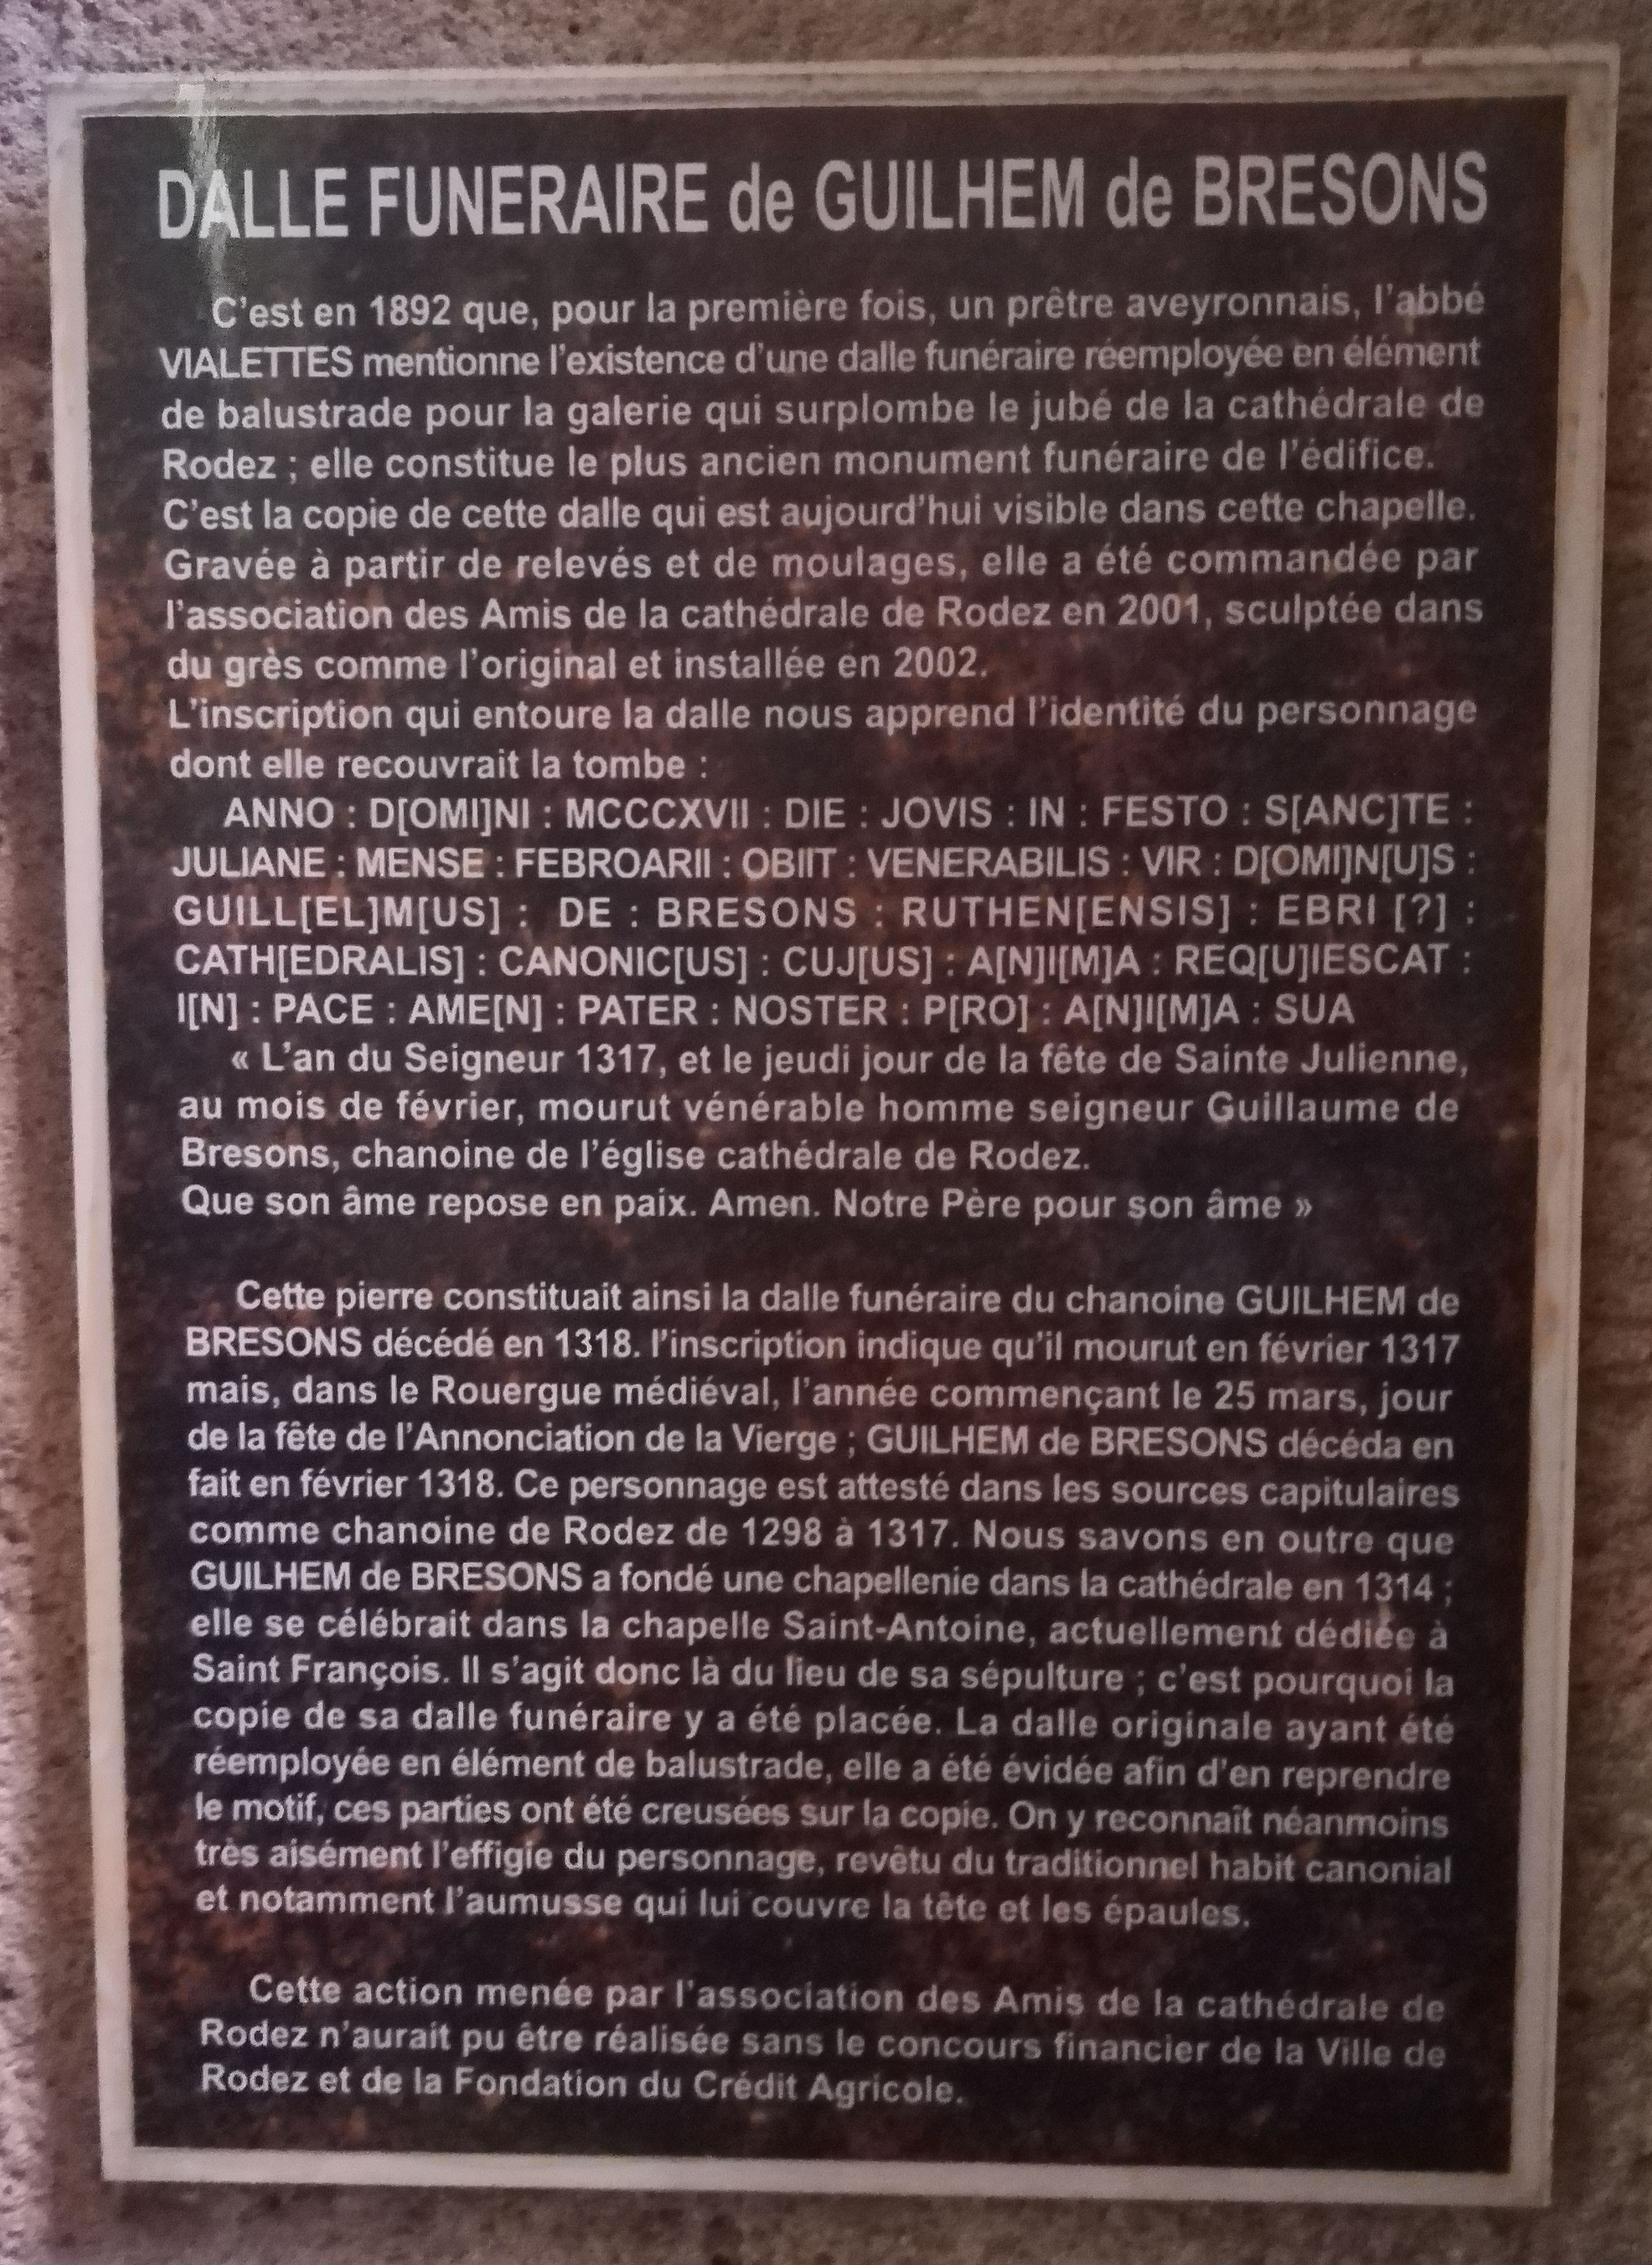 DALLE FUNERAIRE de GUILHEM de BRESONS
C'est en 1892 que, pour la première fois, un prêtre aveyronnais, l'abbé
VIALETTES mentionne l'existence d'une dalle funéraire réemployée en élément
de balustrade pour la galerie qui surplombe le jubé de la cathédrale de
Rodez ; elle constitue le plus ancien monument funéraire de l'édifice.
C'est la copie de cette dalle qui est aujourd'hui visible dans cette chapelle.
Gravée à partir de relevés et de moulages, elle a été commandée par
l'association des Amis de la cathédrale de Rodez en 2001, sculptée dans
du grès comme l'original et installée en 2002.
L'inscription qui entoure la dalle nous apprend l'identité du personnage
dont elle recouvrait la tombe :
ANNO : D[OMI]NI : MCCCXVII : DIE : JOVIS : IN : FESTO : S[ANC]TE :
JULIANE : MENSE : FEBROARII : OBIIT : VENERABILIS : VIR : D[OMI]N[U]S :
GUILL[EL]M[US] : DE : BRESONS : RUTHEN[ENSIS] : EBRI [?] :
CATH[EDRALIS] : CANONIC[US] : CUJ[US] : A[N]I[M]A : REQ[U]IESCAT :
I[N] : PACE : AME[N] : PATER : NOSTER : P[RO] : A[N]I[M]A : SUA
« L'an du Seigneur 1317, et le jeudi jour de la fête de Sainte Julienne,
au mois de février, mourut vénérable homme seigneur Guillaume de
Bresons, chanoine de l'église cathédrale de Rodez.
Que son âme repose en paix. Amen. Notre Père pour son âme »
Cette pierre constituait ainsi la dalle funéraire du chanoine GUILHEM de
BRESONS décédé en 1318. l'inscription indique qu'il mourut en février 1317
mais, dans le Rouergue médiéval, l'année commençant le 25 mars, jour
de la fête de l'Annonciation de la Vierge ; GUILHEM de BRESONS décéda en
fait en février 1318. Ce personnage est attesté dans les sources capitulaires
comme chanoine de Rodez de 1298 à 1317. Nous savons en outre que
GUILHEM de BRESONS a fondé une chapellenie dans la cathédrale en 1314 ;
elle se célébrait dans la chapelle Saint-Antoine, actuellement dédiée à
Saint François. Il s'agit donc là du lieu de sa sépulture ; c'est pourquoi la
copie de sa dalle funéraire y a été placée. La dalle originale ayant été
réemployée en élément de balustrade, elle a été évidée afin d'en reprendre
le motif, ces parties ont été creusées sur la copie. On y reconnaît néanmoins
très aisément l'effigie du personnage, revêtu du traditionnel habit canonial
et notamment l'aumusse qui lui couvre la tête et les épaules.
Cette action menée par l'association des Amis de la cathédrale de
Rodez n'aurait pu être réalisée sans le concours financier de la Ville de
Rodez et de la Fondation du Crédit Agricole.